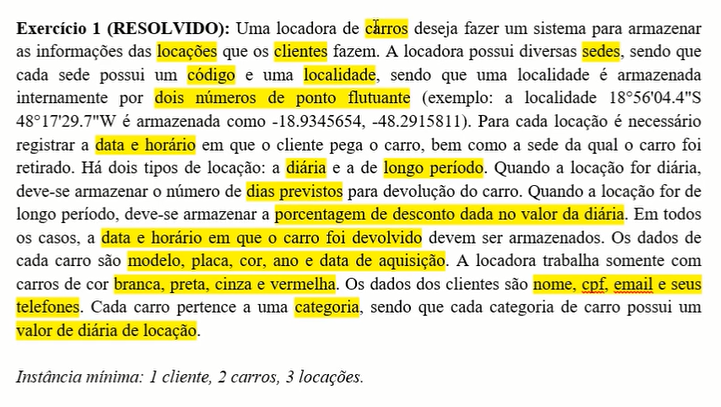 Exercício 1 (RESOLVIDO): Uma locadora de carros deseja fazer um sistema para armazenar
as informações das locações que os clientes fazem. A locadora possui diversas sedes, sendo que
cada sede possui um código e uma localidade, sendo que uma localidade é armazenada
internamente por dois números de ponto flutuante (exemplo: a localidade 18°56'04.4"S
48°17'29.7"W é armazenada como -18.9345654, -48.2915811). Para cada locação é necessário
registrar a data e horário em que o cliente pega o carro, bem como a sede da qual o carro foi
retirado. Há dois tipos de locação: a diária e a de longo período. Quando a locação for diária,
deve-se armazenar o número de dias previstos para devolução do carro. Quando a locação for de
longo período, deve-se armazenar a porcentagem de desconto dada no valor da diária. Em todos
os casos, a data e horário em que o carro foi devolvido devem ser armazenados. Os dados de
cada carro são modelo, placa, cor, ano e data de aquisição. A locadora trabalha somente com
carros de cor branca, preta, cinza e vermelha. Os dados dos clientes são nome, cpf, email e seus
telefones. Cada carro pertence a uma categoria, sendo que cada categoria de carro possui um
valor de diária de locação.
Instância mínima: 1 cliente, 2 carros, 3 locações.